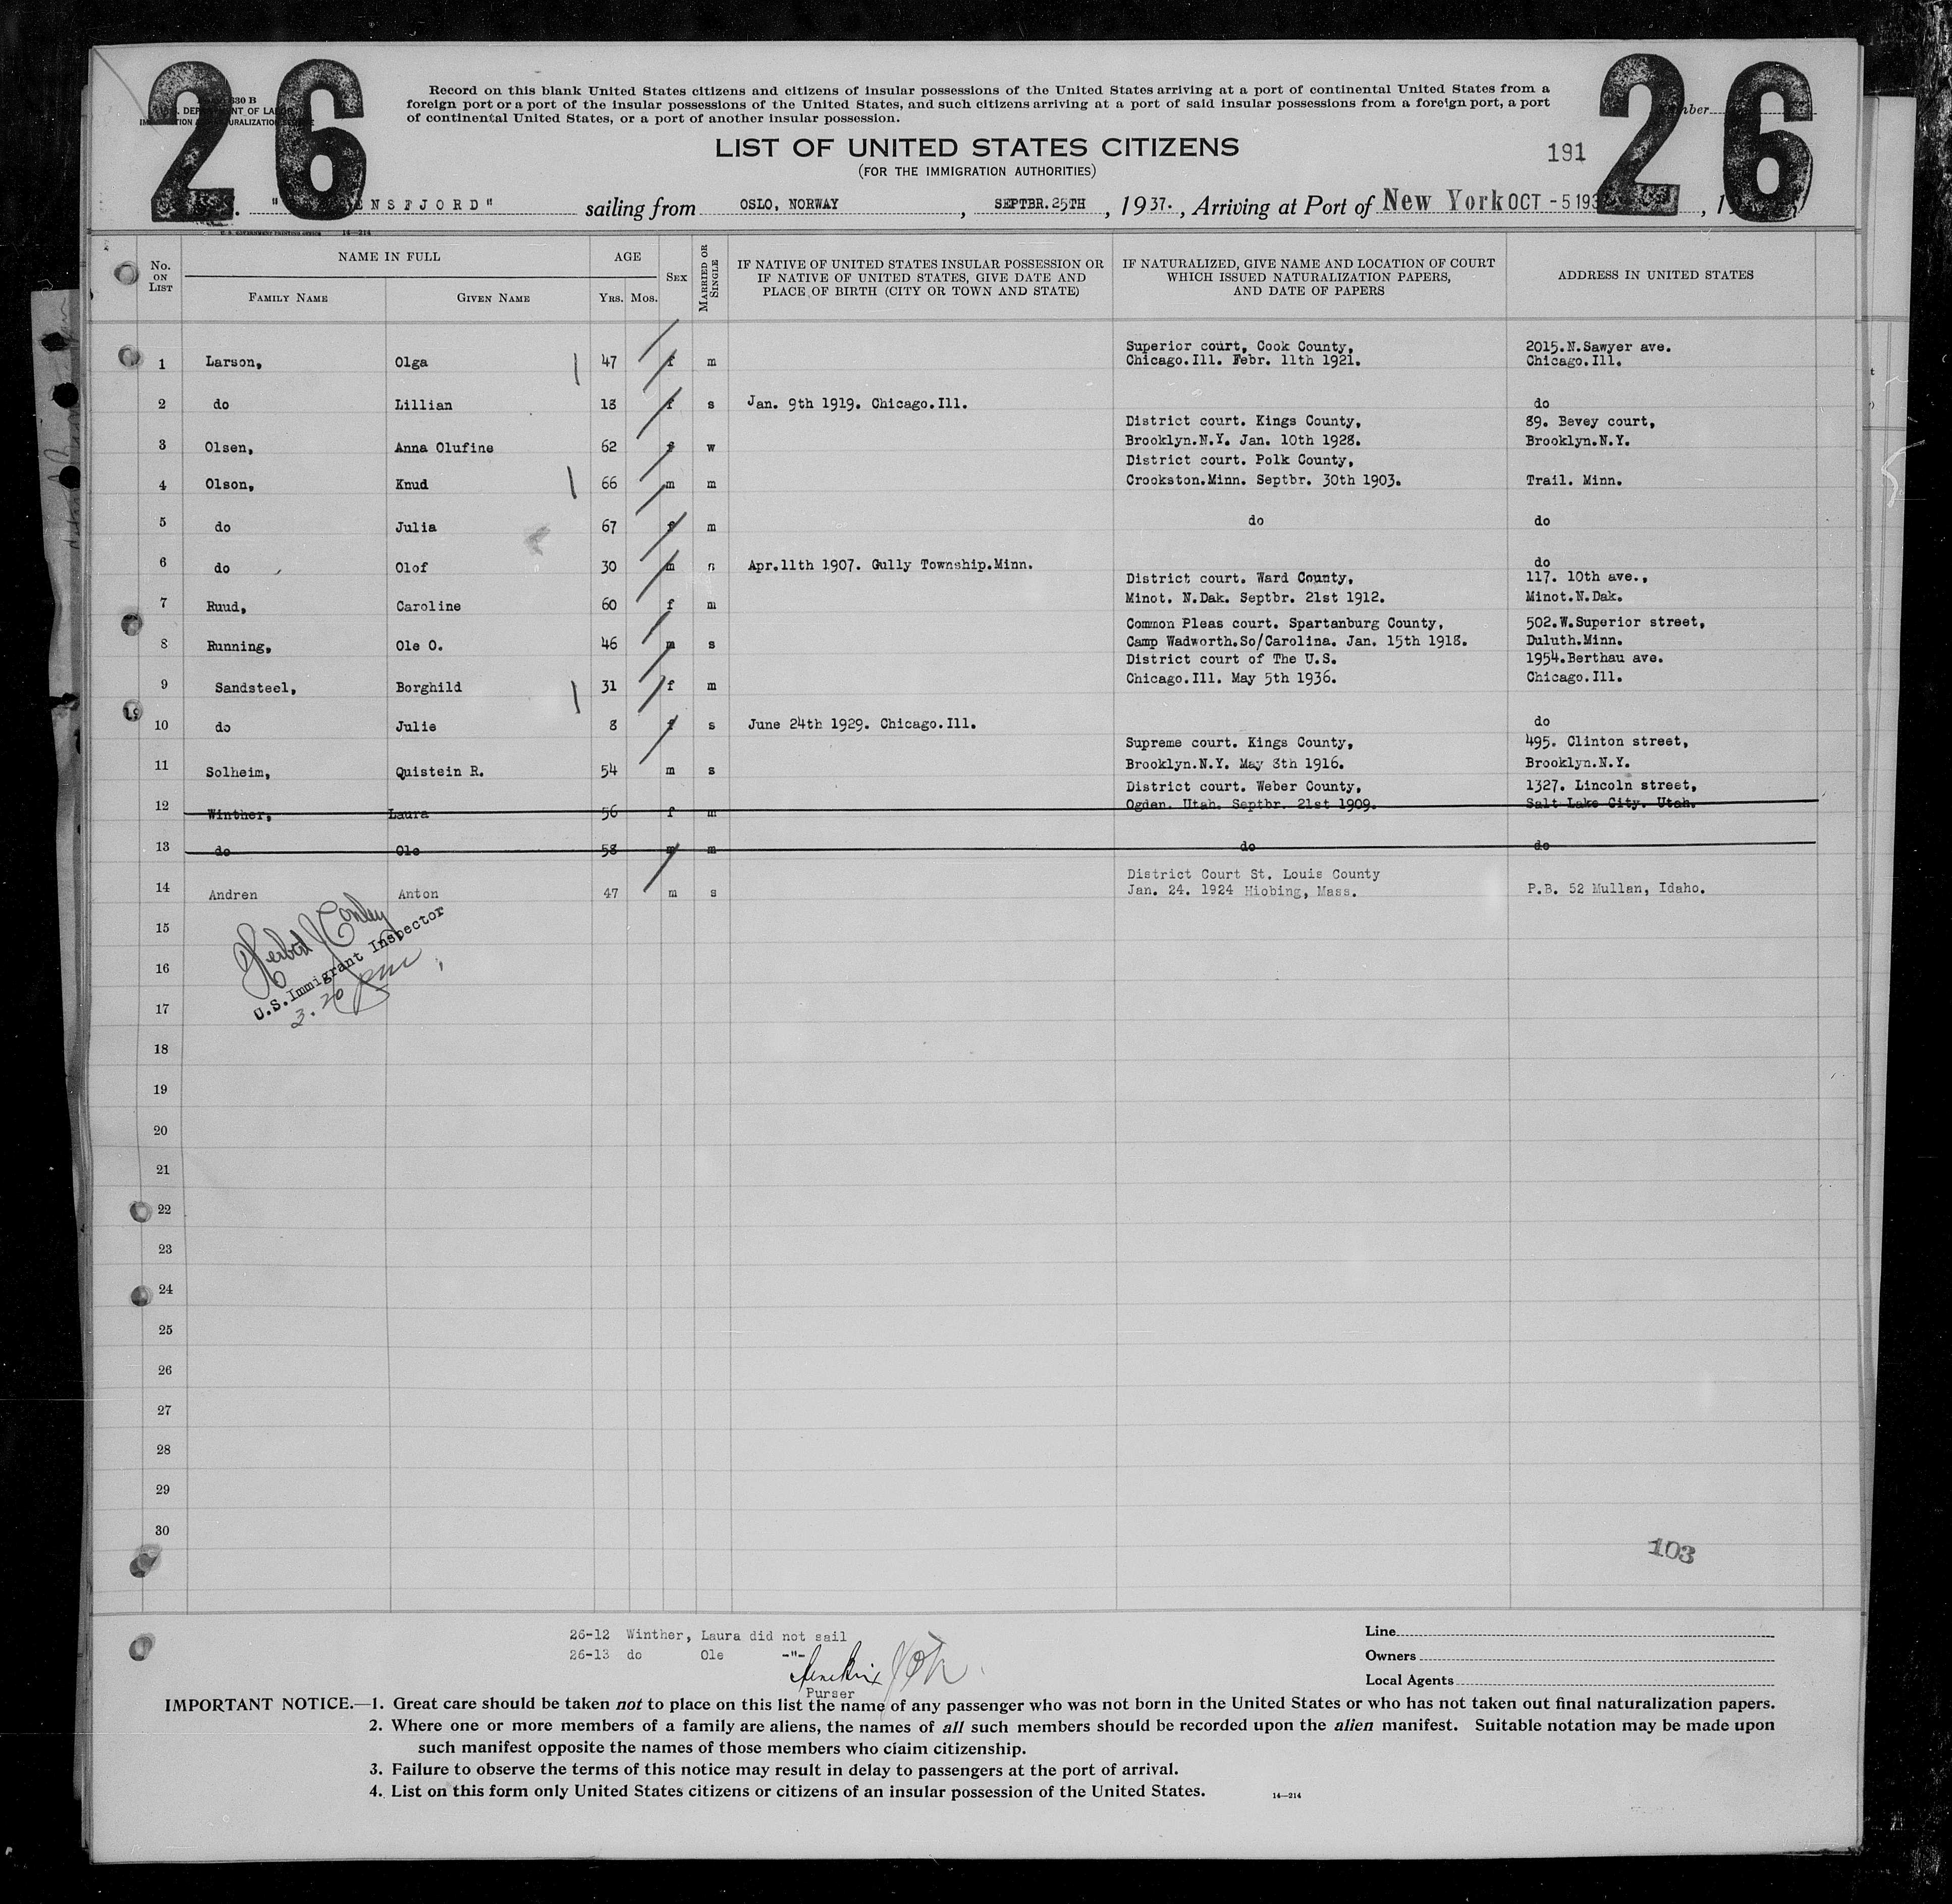 26 26
630 B
DEPARTMENT OF LABOR
Record on this blank United States citizens and citizens of insular possessions of the United States arriving at a port of continental United States from a
foreign port or a port of the insular possessions of the United States, and such citizens arriving at a port of said insular possessions from a foreign port, a port
of continental United States, or a port of another insular possession.
LIST OF UNITED STATES CITIZENS
191
(FOR THE IMMIGRATION AUTHORITIES)
ENSFJORD" sailing from OSLO, NORWAY, SEPTBR.25TH, 1937., Arriving at Port of New York OCT - 5 193
U. S. GOVERNMENT PRINTING OFFICE 14—214
No. ON LIST NAME IN FULL AGE SEX MARRIED OR SINGLE IF NATIVE OF UNITED STATES INSULAR POSSESSION OR IF NATIVE OF UNITED STATES, GIVE DATE AND PLACE OF BIRTH (CITY OR TOWN AND STATE) IF NATURALIZED, GIVE NAME AND LOCATION OF COURT WHICH ISSUED NATURALIZATION PAPERS, AND DATE OF PAPERS ADDRESS IN UNITED STATES
FAMILY NAME GIVEN NAME YRS. MOS.
Superior court, Cook County, 2015.N.Sawyer ave.
1 Larson, Olga 47 f m Chicago.Ill. Febr. 11th 1921. Chicago.Ill.
2 do Lillian 18 f s Jan. 9th 1919. Chicago.Ill. do
District court. Kings County, 89. Bevey court,
3 Olsen, Anna Olufine 62 f w Brooklyn.N.Y. Jan. 10th 1928. Brooklyn.N.Y.
District court. Polk County,
4 Olson, Knud 66 m m Crookston.Minn. Septbr. 30th 1903. Trail. Minn.
5 do Julia 67 f m do do
6 do Olof 30 m s Apr.11th 1907. Gully Township.Minn. do
District court. Ward County, 117. 10th ave.,
7 Ruud, Caroline 60 f m Minot. N.Dak. Septbr. 21st 1912. Minot.N.Dak.
Common Pleas court. Spartanburg County, 502.W.Superior street,
8 Running, Ole O. 46 m s Camp Wadworth.So/Carolina. Jan. 15th 1918. Duluth.Minn.
District court of The U.S. 1954.Berthau ave.
9 Sandsteel, Borghild 31 f m Chicago.Ill. May 5th 1936. Chicago.Ill.
10 do Julie 8 f s June 24th 1929. Chicago.Ill. do
Supreme court. Kings County, 495. Clinton street,
11 Solheim, Quistein R. 54 m s Brooklyn.N.Y. May 8th 1916. Brooklyn.N.Y.
District court. Weber County, 1327. Lincoln street,
12 Winther, Laura 56 f m Ogden. Utah. Septbr. 21st 1909. Salt Lake City. Utah.
13 do Ole 58 m m do do
District Court St. Louis County
14 Andren Anton 47 m s Jan. 24. 1924 Hiobing, Mass. P.B. 52 Mullan, Idaho.
15
Conley
U.S. Immigrant Inspector
16
3.20 pm
17
18
19
20
21
22
23
24
25
26
27
28
29
30
103
26-12 Winther, Laura did not sail
26-13 do Ole -"-
Purser
Line
Owners
Local Agents
IMPORTANT NOTICE.—1. Great care should be taken not to place on this list the name of any passenger who was not born in the United States or who has not taken out final naturalization papers.
2. Where one or more members of a family are aliens, the names of all such members should be recorded upon the alien manifest. Suitable notation may be made upon
such manifest opposite the names of those members who claim citizenship.
3. Failure to observe the terms of this notice may result in delay to passengers at the port of arrival.
4. List on this form only United States citizens or citizens of an insular possession of the United States.
14—214